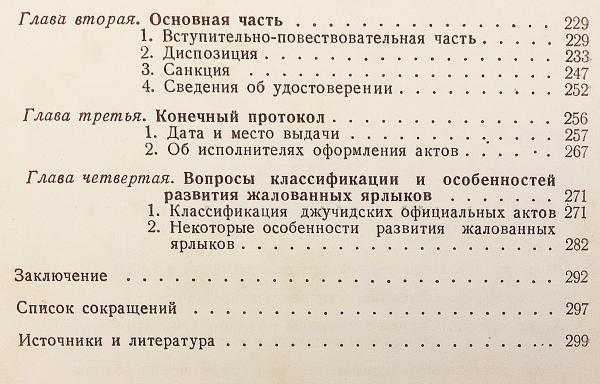 Глава вторая. Основная часть . . . . . . . . . . . . . . 229
1. Вступительно-повествовательная часть . . . . . 229
2. Диспозиция . . . . . . . . . . . . . . . . . . . 233
3. Санкция . . . . . . . . . . . . . . . . . . . . 247
4. Сведения об удостоверении . . . . . . . . . . 252
Глава третья. Конечный протокол . . . . . . . . . . . . 256
1. Дата и место выдачи . . . . . . . . . . . . . 257
2. Об исполнителях оформления актов . . . . . . 267
Глава четвертая. Вопросы классификации и особенностей
развития жалованных ярлыков . . . . . . . 271
1. Классификация джучидских официальных актов 271
2. Некоторые особенности развития жалованных
ярлыков . . . . . . . . . . . . . . . . . . . 282
Заключение . . . . . . . . . . . . . . . . . . . . . . . 292
Список сокращений . . . . . . . . . . . . . . . . . . . 297
Источники и литература . . . . . . . . . . . . . . . . . 299